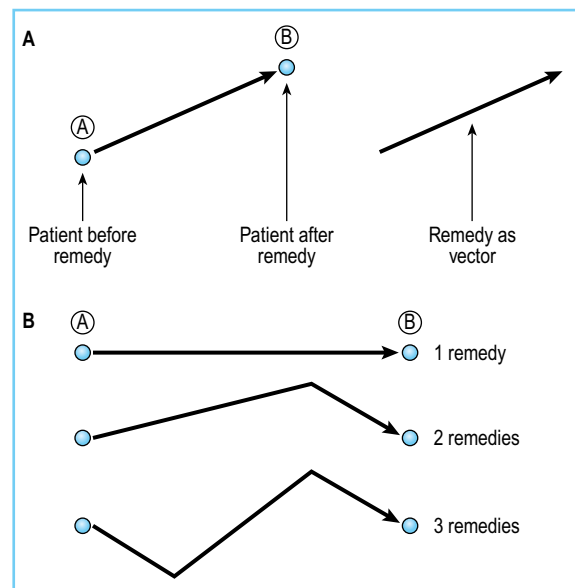 A
B
A
Patient before
remedy
Patient after
remedy
Remedy as
vector
B
A
B
1 remedy
2 remedies
3 remedies